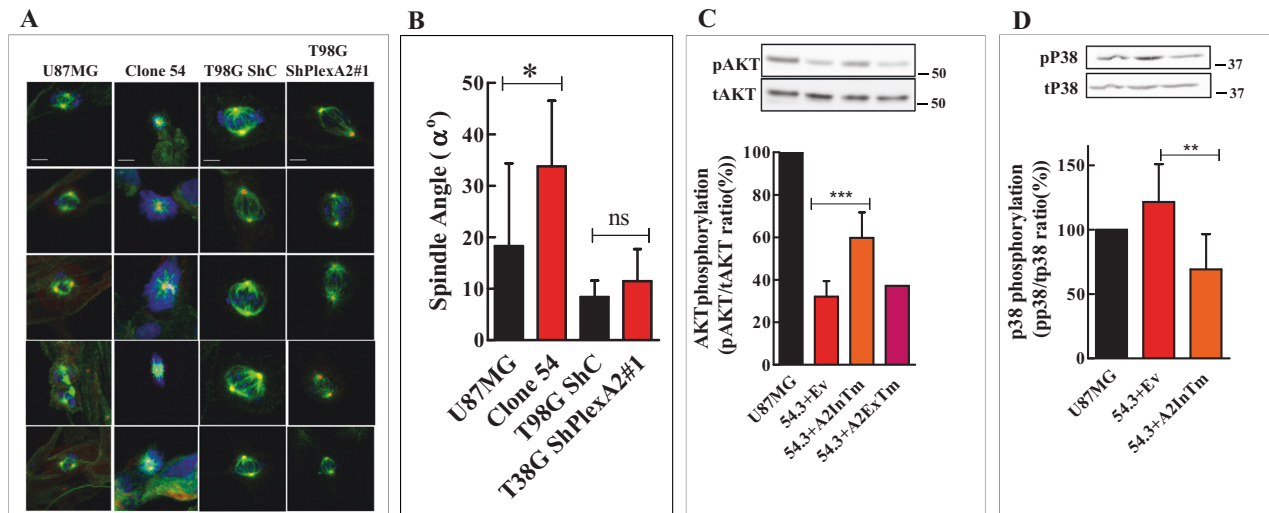 A
U87MG
Clone 54
T98G ShC
T98G
ShPlexA2#1
B
Spindle Angle ( α⁰)
50
40
30
20
10
0
*
ns
U87MG
Clone 54
T98G ShC
T38G ShPlexA2#1
C
pAKT
50
tAKT
50
AKTphosphorylation
(pAKT/tAKT ratio(%))
100
80
60
40
20
0
***
U87MG
54.3+Ev
54.3+A2InTm
54.3+A2ExTm
D
pP38
37
tP38
37
p38 phosphorylation
(pp38/tp38 ratio(%))
150
100
50
0
**
U87MG
54.3+Ev
54.3+A2InTm